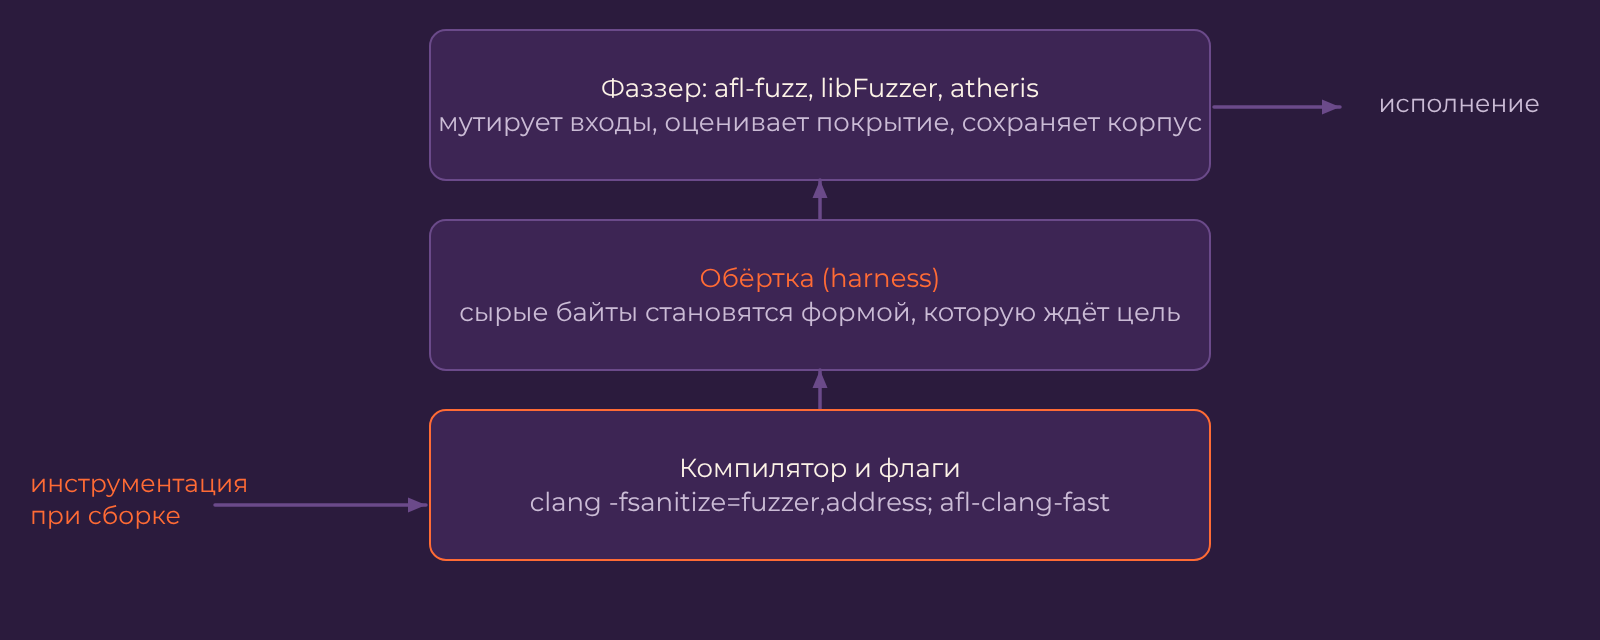 Фаззер: afl-fuzz, libFuzzer, atheris
мутирует входы, оценивает покрытие, сохраняет корпус
исполнение
Обёртка (harness)
сырые байты становятся формой, которую ждёт цель
инструментация
при сборке
Компилятор и флаги
clang -fsanitize=fuzzer,address; afl-clang-fast